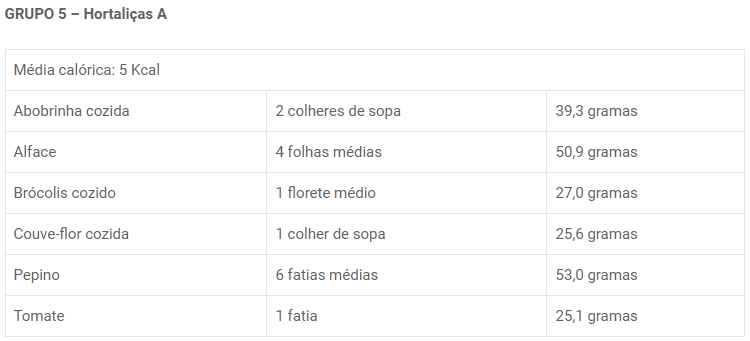 GRUPO 5 – Hortaliças A
Média calórica: 5 Kcal
Abobrinha cozida 2 colheres de sopa 39,3 gramas
Alface 4 folhas médias 50,9 gramas
Brócolis cozido 1 florete médio 27,0 gramas
Couve-flor cozida 1 colher de sopa 25,6 gramas
Pepino 6 fatias médias 53,0 gramas
Tomate 1 fatia 25,1 gramas